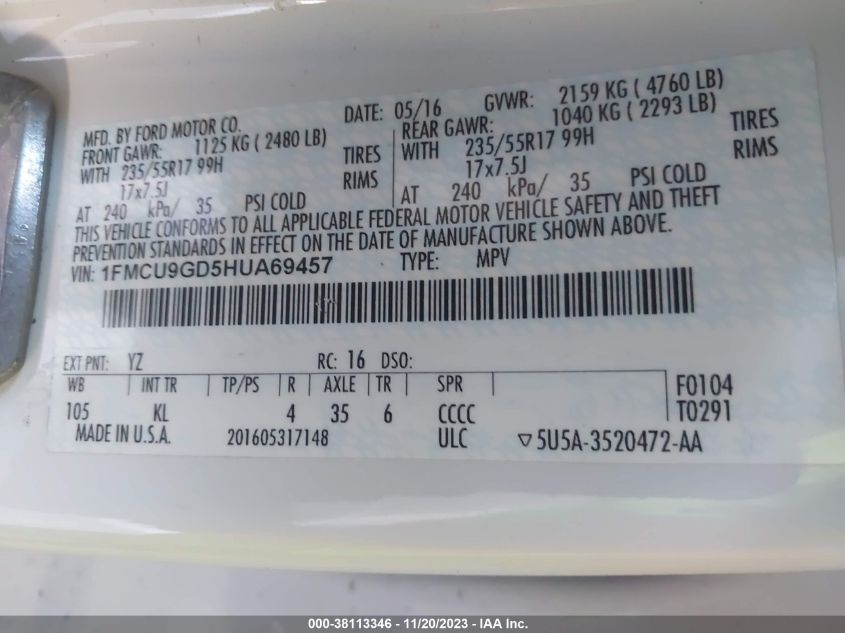 MFD. BY FORD MOTOR CO. DATE: 05/16 GVWR: 2159 KG ( 4760 LB)
FRONT GAWR: 1125 KG ( 2480 LB) REAR GAWR: 1040 KG ( 2293 LB)
WITH 235/55R17 99H TIRES WITH 235/55R17 99H TIRES
17x7.5J RIMS 17x7.5J RIMS
AT 240 kPa/ 35 PSI COLD AT 240 kPa/ 35 PSI COLD
THIS VEHICLE CONFORMS TO ALL APPLICABLE FEDERAL MOTOR VEHICLE SAFETY AND THEFT
PREVENTION STANDARDS IN EFFECT ON THE DATE OF MANUFACTURE SHOWN ABOVE.
VIN: 1FMCU9GD5HUA69457 TYPE: MPV
EXT PNT: YZ RC: 16 DSO:
WB INT TR TP/PS R AXLE TR SPR F0104
105 KL 4 35 6 CCCC T0291
MADE IN U.S.A. 201605317148 ULC ▽5U5A-3520472-AA
000-38113346 - 11/20/2023 - IAA Inc.